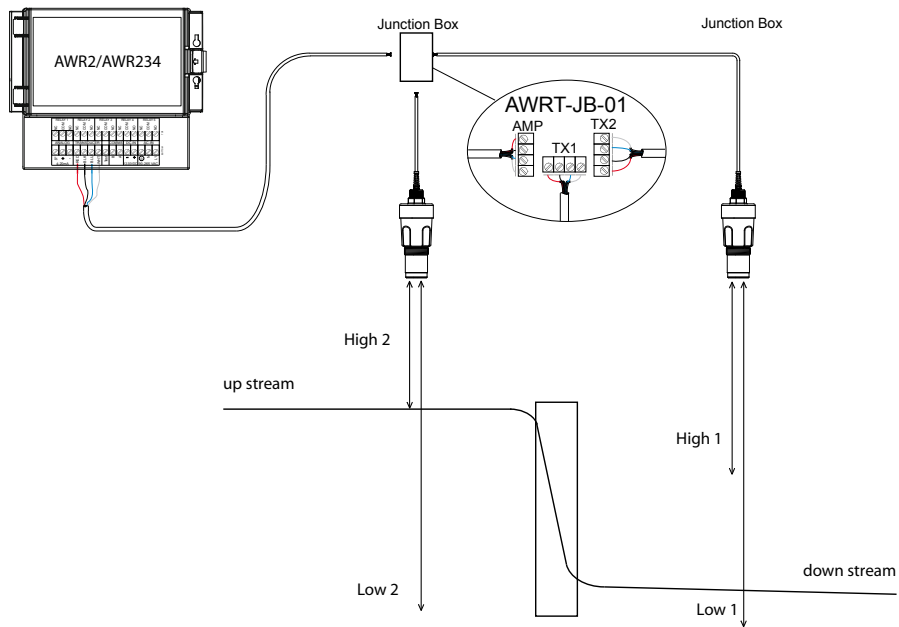 Junction Box
Junction Box
AWR2/AWR234
AWRT-JB-01
AMP
TX1
TX2
High 2
up stream
High 1
Low 2
down stream
Low 1